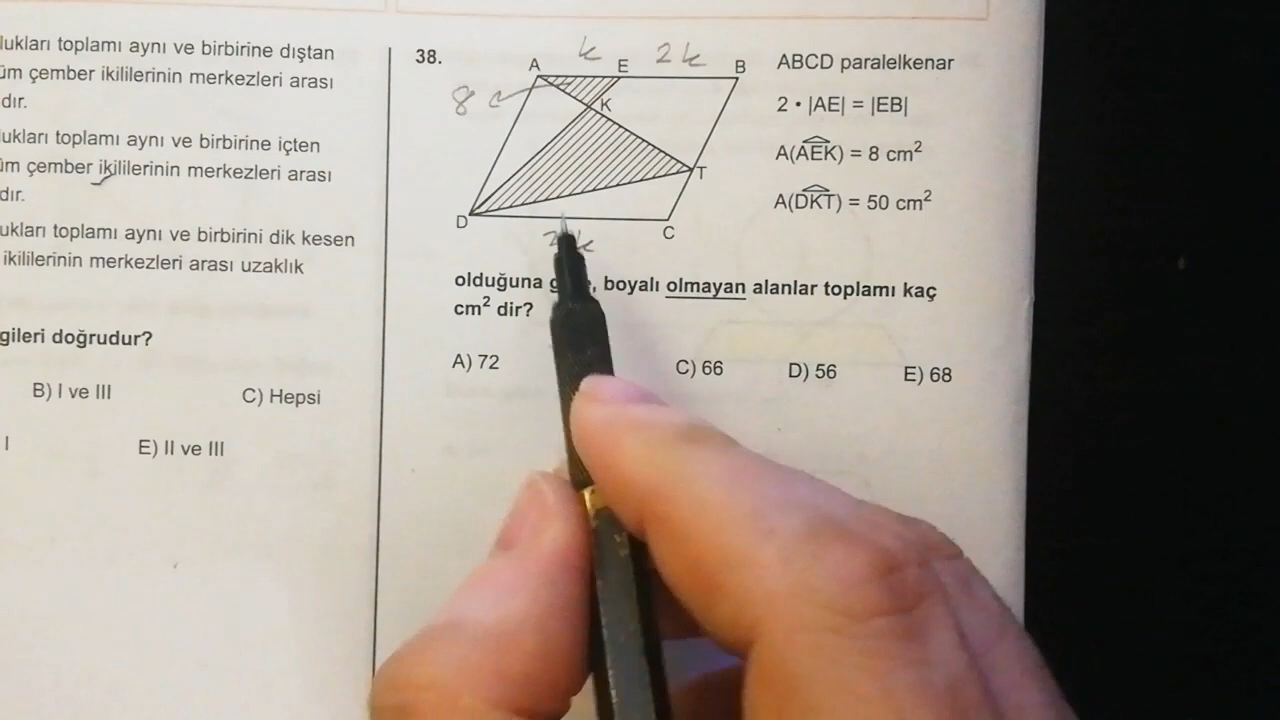 lukları toplamı aynı ve birbirine dıştan
üm çember ikililerinin merkezleri arası
dır.
ukları toplamı aynı ve birbirine içten
üm çember ikililerinin merkezleri arası
dır.
ukları toplamı aynı ve birbirini dik kesen
ikililerinin merkezleri arası uzaklık
gileri doğrudur?
B) I ve III
C) Hepsi
I
E) II ve III
38.
k 2k
A E B
8
K
T
D
C
k
ABCD paralelkenar
2 • |AE| = |EB|
A(AEK) = 8 cm²
A(DKT) = 50 cm²
olduğuna , boyalı olmayan alanlar toplamı kaç
cm² dir?
A) 72
C) 66
D) 56
E) 68